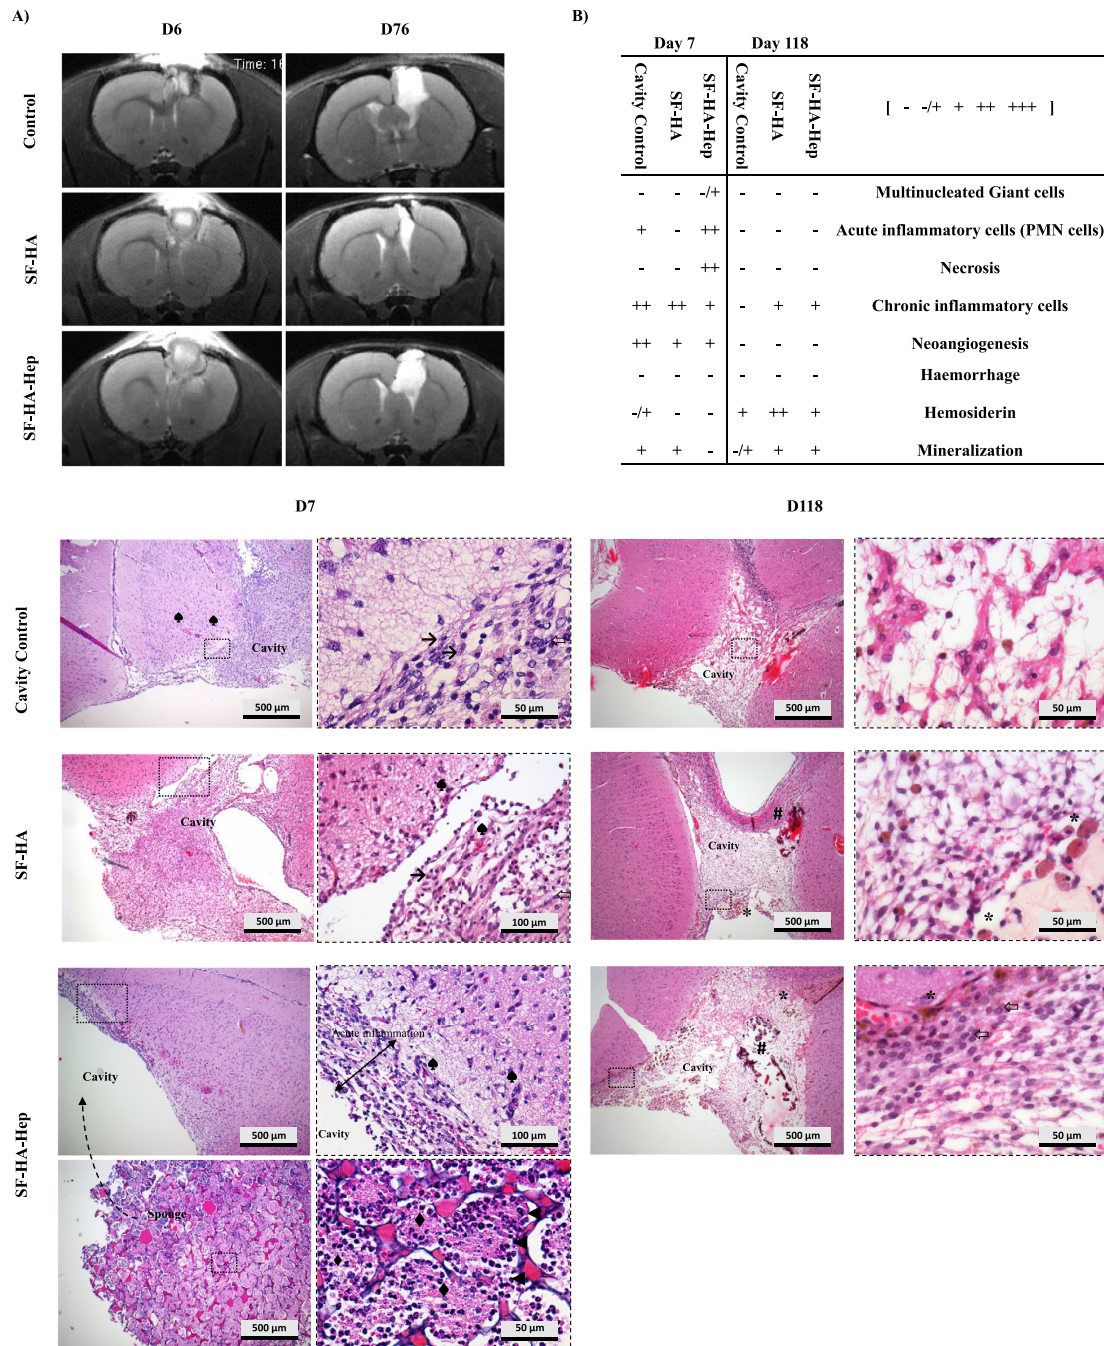 A)
D6
D76
Control
Time: 18
SF-HA
SF-HA-Hep
B)
Day 7 Day 118
Cavity Control SF-HA SF-HA-Hep Cavity Control SF-HA SF-HA-Hep [ - -/+ + ++ +++ ]
- - -/+ - - - Multinucleated Giant cells
+ - ++ - - - Acute inflammatory cells (PMN cells)
- - ++ - - - Necrosis
++ ++ + - + + Chronic inflammatory cells
++ + + - - - Neoangiogenesis
- - - - - - Haemorrhage
-/+ - - + ++ + Hemosiderin
+ + - -/+ + + Mineralization
D7
D118
Cavity Control
Cavity
500 µm
50 µm
Cavity
500 µm
50 µm
SF-HA
Cavity
500 µm
100 µm
#
Cavity
*
500 µm
*
*
50 µm
SF-HA-Hep
Cavity
500 µm
Acute inflammation
Cavity
100 µm
*
#
Cavity
500 µm
*
50 µm
Sponge
500 µm
50 µm